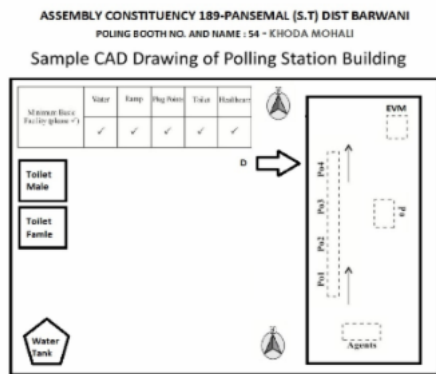 ASSEMBLY CONSTITUENCY 189-PANSEMAL (S.T) DIST BARWANI
POLING BOOTH NO. AND NAME : 54 - KHODA MOHALI
Sample CAD Drawing of Polling Station Building
Minimum Basic Facility (please ✓)
Water Ramp Plug Points Toilet Healthcare
✓ ✓ ✓ ✓ ✓
Toilet
Male
Toilet
Famle
Water
Tank
D
EVM
Po4
Po3
Po2
Po1
Agents